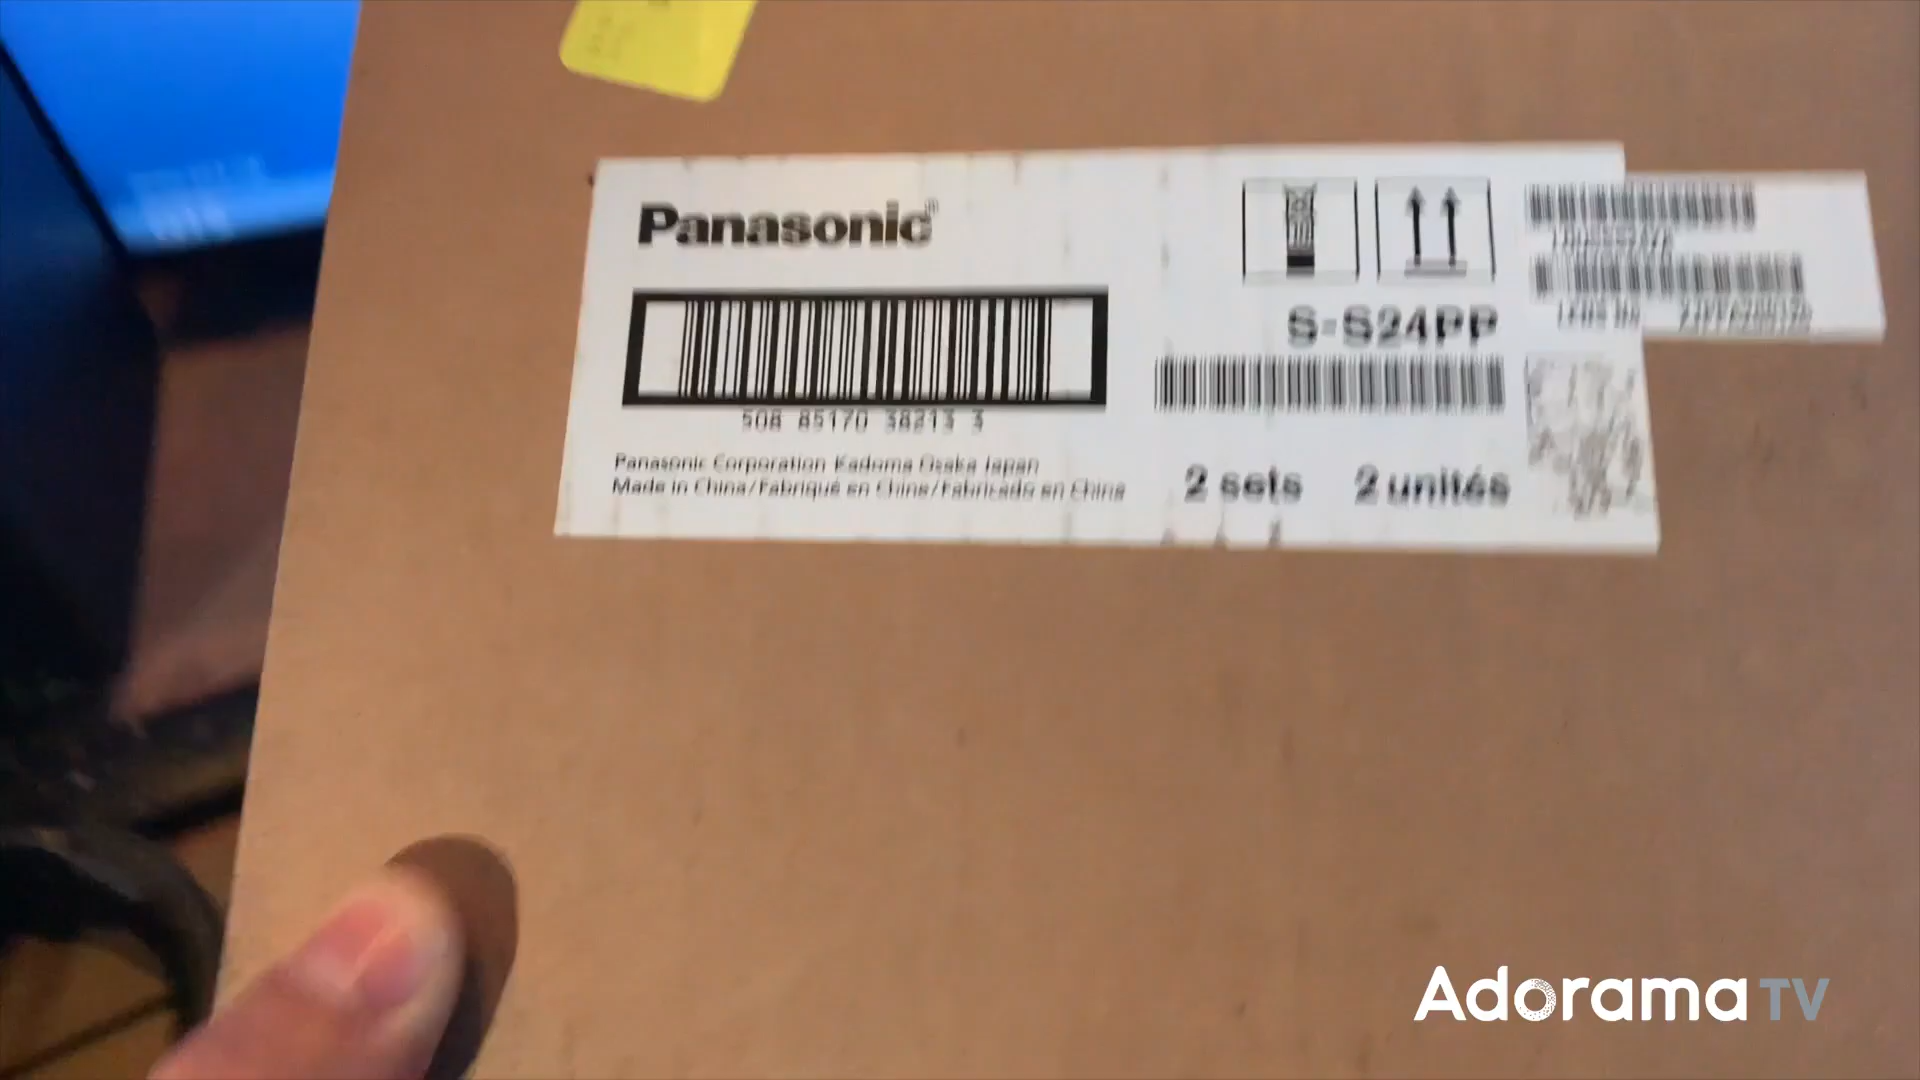 Panasonic®
S-S24PP
508 85170 38213 3
Panasonic Corporation Kadoma Osaka Japan
Made in China/Fabriqué en Chine/Fabricado en China
2 sets 2 unités
Adorama TV